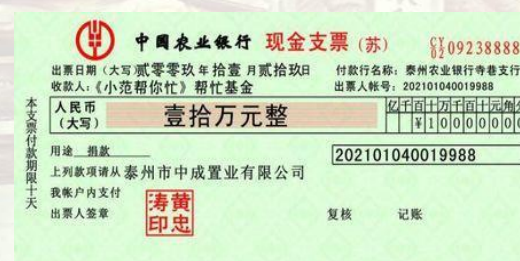 中国农业银行 现金支票(苏) CY 02 09238888
出票日期(大写)贰零零玖年拾壹月贰拾玖日 付款行名称:泰州农业银行寺巷支行
收款人:《小范帮你忙》帮忙基金 出票人帐号:202101040019988
人民币(大写) 壹拾万元整 亿千百十万千百十元角分
¥10000000
用途 捐款 202101040019988
上列款项请从泰州市中成置业有限公司
我帐户内支付
出票人签章 涛黄印忠 复核 记账
本支票付款期限十天